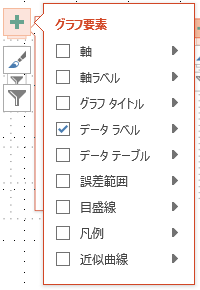 グラフ要素
軸
軸ラベル
グラフ タイトル
データ ラベル
データ テーブル
誤差範囲
目盛線
凡例
近似曲線